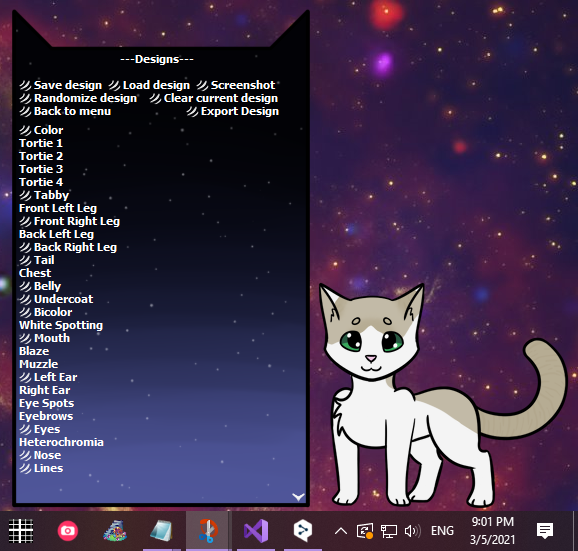 ---Designs---
Save design Load design Screenshot
Randomize design Clear current design
Back to menu Export Design
Color
Tortie 1
Tortie 2
Tortie 3
Tortie 4
Tabby
Front Left Leg
Front Right Leg
Back Left Leg
Back Right Leg
Tail
Chest
Belly
Undercoat
Bicolor
White Spotting
Mouth
Blaze
Muzzle
Left Ear
Right Ear
Eye Spots
Eyebrows
Eyes
Heterochromia
Nose
Lines
ENG
9:01 PM
3/5/2021